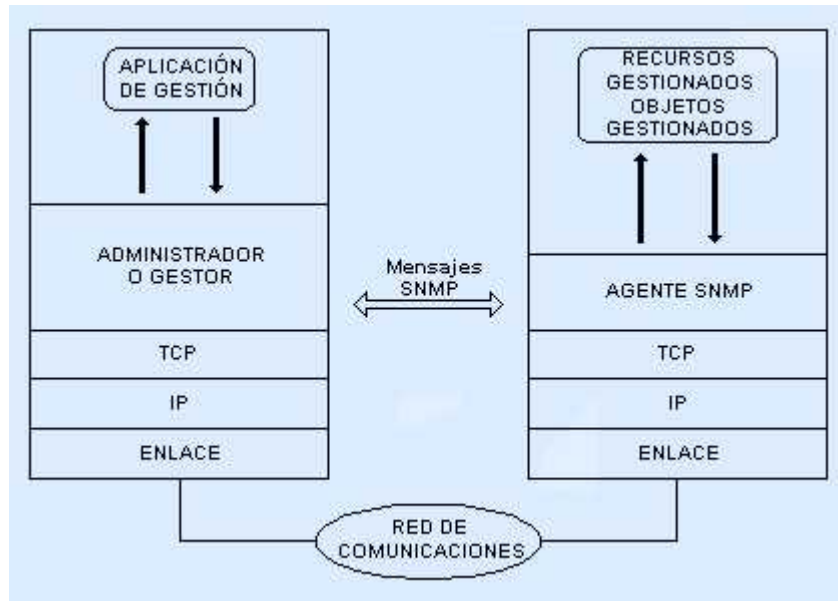 APLICACIÓN
DE GESTIÓN
ADMINISTRADOR
O GESTOR
TCP
IP
ENLACE
Mensajes
SNMP
RECURSOS
GESTIONADOS
OBJETOS
GESTIONADOS
AGENTE SNMP
TCP
IP
ENLACE
RED DE
COMUNICACIONES